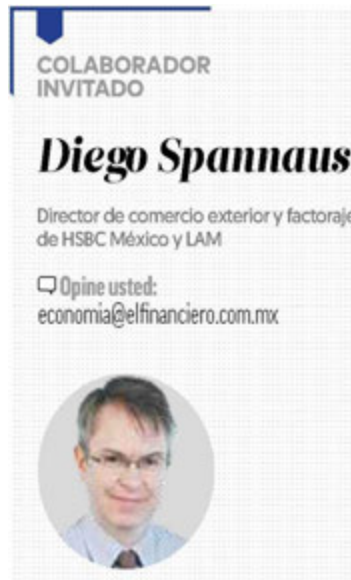 COLABORADOR
INVITADO
Diego Spannaus
Director de comercio exterior y factoraje
de HSBC México y LAM
Opine usted:
economia@elfinanciero.com.mx